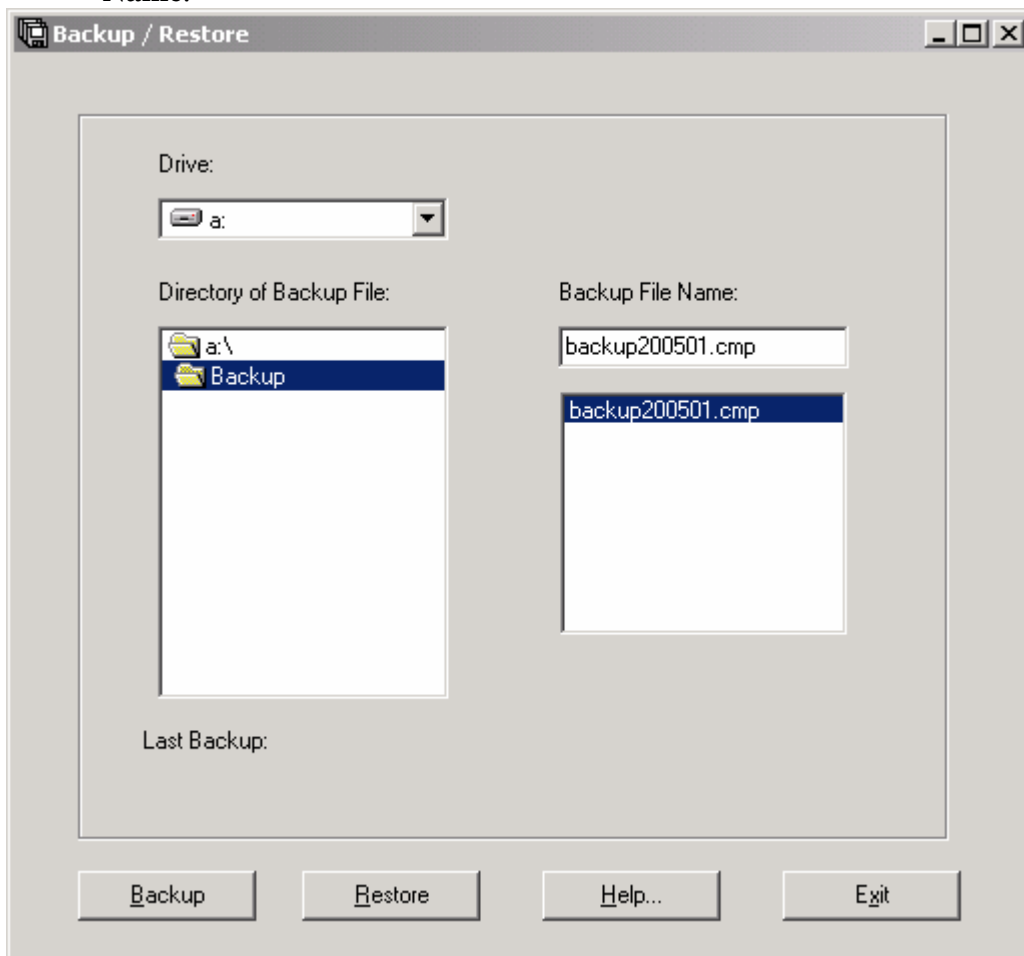 Name.
Backup / Restore
Drive:
a:
Directory of Backup File:
Backup File Name:
a:\
Backup
backup200501.cmp
backup200501.cmp
Last Backup:
Backup
Restore
Help...
Exit